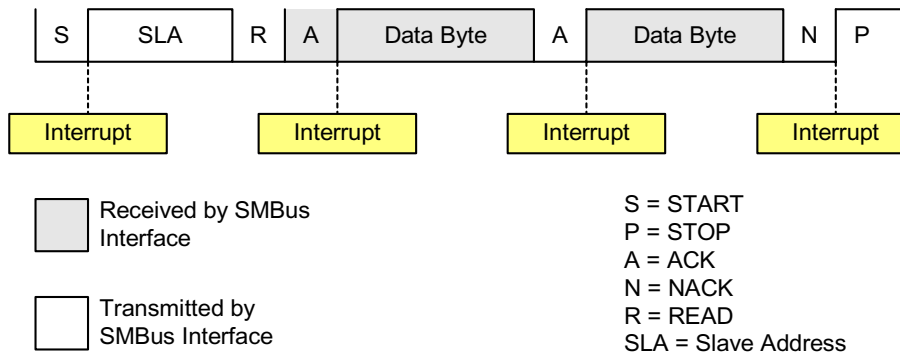 S SLA R A Data Byte A Data Byte N P
Interrupt Interrupt Interrupt Interrupt
Received by SMBus
Interface
Transmitted by
SMBus Interface
S = START
P = STOP
A = ACK
N = NACK
R = READ
SLA = Slave Address